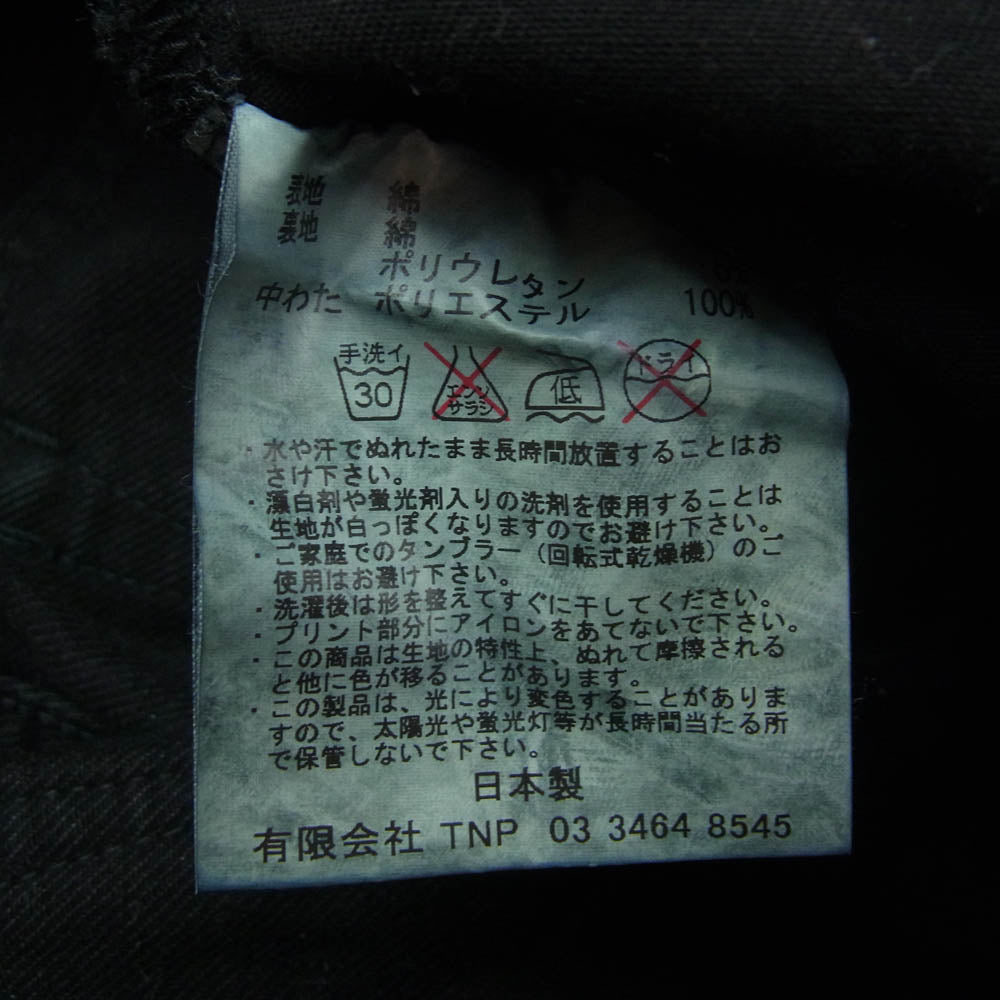 表地 綿
裏地 綿
ポリウレタン
中わた ポリエステル 100%
手洗イ 30 エンソ サラシ 低 ドライ
・水や汗でぬれたまま長時間放置することはお
さけ下さい。
・漂白剤や蛍光剤入りの洗剤を使用することは
生地が白っぽくなりますのでお避け下さい。
・ご家庭でのタンブラー（回転式乾燥機）のご
使用はお避け下さい。
・洗濯後は形を整えてすぐに干してください。
・プリント部分にアイロンをあてないで下さい。
・この商品は生地の特性上、ぬれて摩擦される
と他に色が移ることがあります。
・この製品は、光により変色することがありま
すので、太陽光や蛍光灯等が長時間当たる所
で保管しないで下さい。
日本製
有限会社 TNP 03 3464 8545